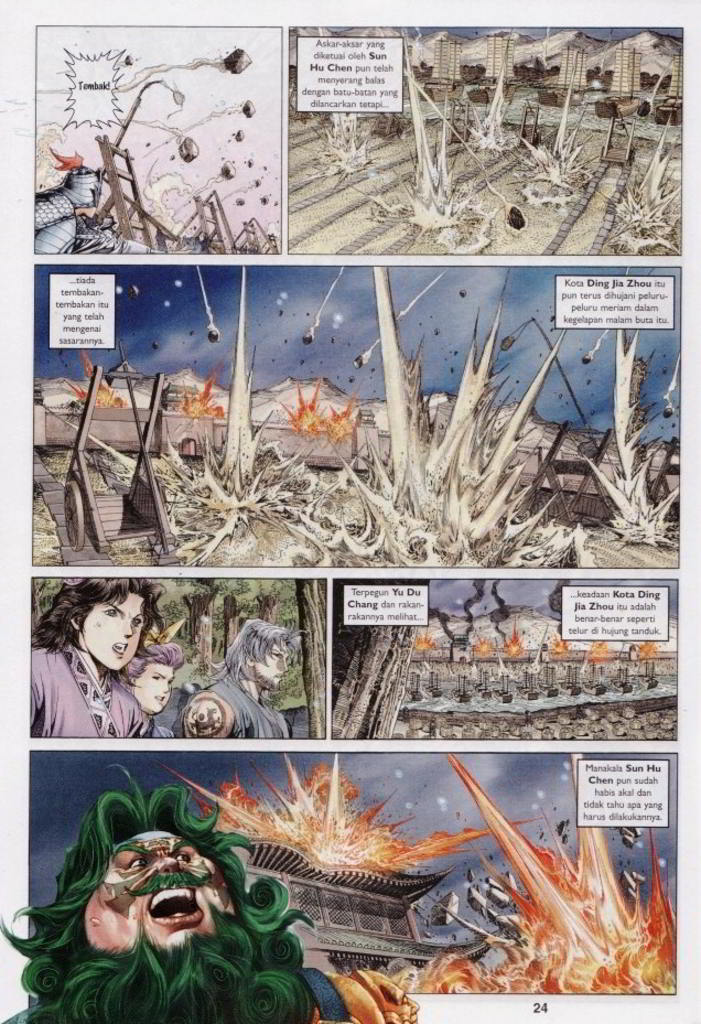 Tembak!
Askar-aksar yang
diketuai oleh Sun
Hu Chen pun telah
menyerang balas
dengan batu-batan yang
dilancarkan tetapi...
...tiada
tembakan-
tembakan itu
yang telah
mengenai
sasarannya.
Kota Ding Jia Zhou itu
pun terus dihujani peluru-
peluru meriam dalam
kegelapan malam buta itu.
Terpegun Yu Du
Chang dan rakan-
rakannya melihat...
...keadaan Kota Ding
Jia Zhou itu adalah
benar-benar seperti
telur di hujung tanduk.
Manakala Sun Hu
Chen pun sudah
habis akal dan
tidak tahu apa yang
harus dilakukannya.
24